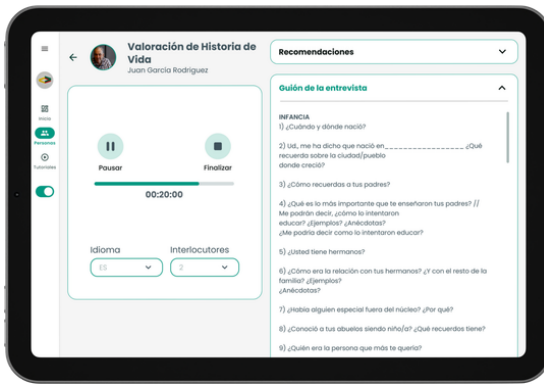 Valoración de Historia de
Vida
Juan García Rodríguez
Inicio
Personas
Tutoriales
Pausar
Finalizar
00:20:00
Idioma
Interlocutores
ES
2
Recomendaciones
Guión de la entrevista
INFANCIA
1) ¿Cuándo y dónde nació?
2) Ud., me ha dicho que nació en_________________ ¿Qué
recuerda sobre la ciudad/pueblo
donde creció?
3) ¿Cómo recuerdas a tus padres?
4) ¿Qué es lo más importante que te enseñaron tus padres? //
Me podrán decir, ¿cómo lo intentaron
educar? ¿Ejemplos? ¿Anécdotas?
¿Me podría decir como lo intentaron educar?
5) ¿Usted tiene hermanos?
6) ¿Cómo era la relación con tus hermanos? ¿Y con el resto de la
familia? ¿Ejemplos?
¿Anécdotas?
7) ¿Había alguien especial fuera del núcleo? ¿Por qué?
8) ¿Conoció a tus abuelos siendo niño/a? ¿Qué recuerdos tiene?
9) ¿Quién era la persona que más te quería?